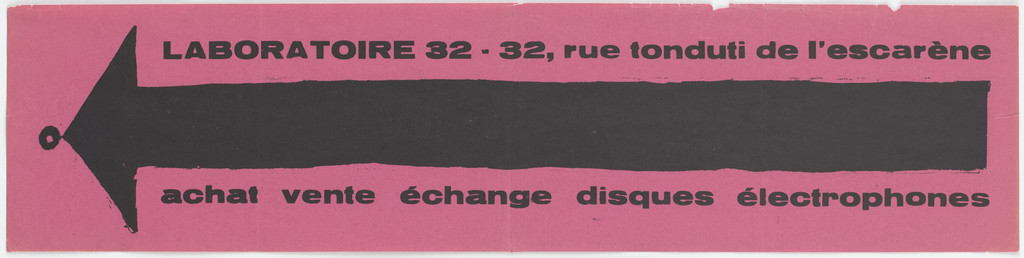 LABORATOIRE 32 - 32, rue tonduti de l'escarène
achat vente échange disques électrophones